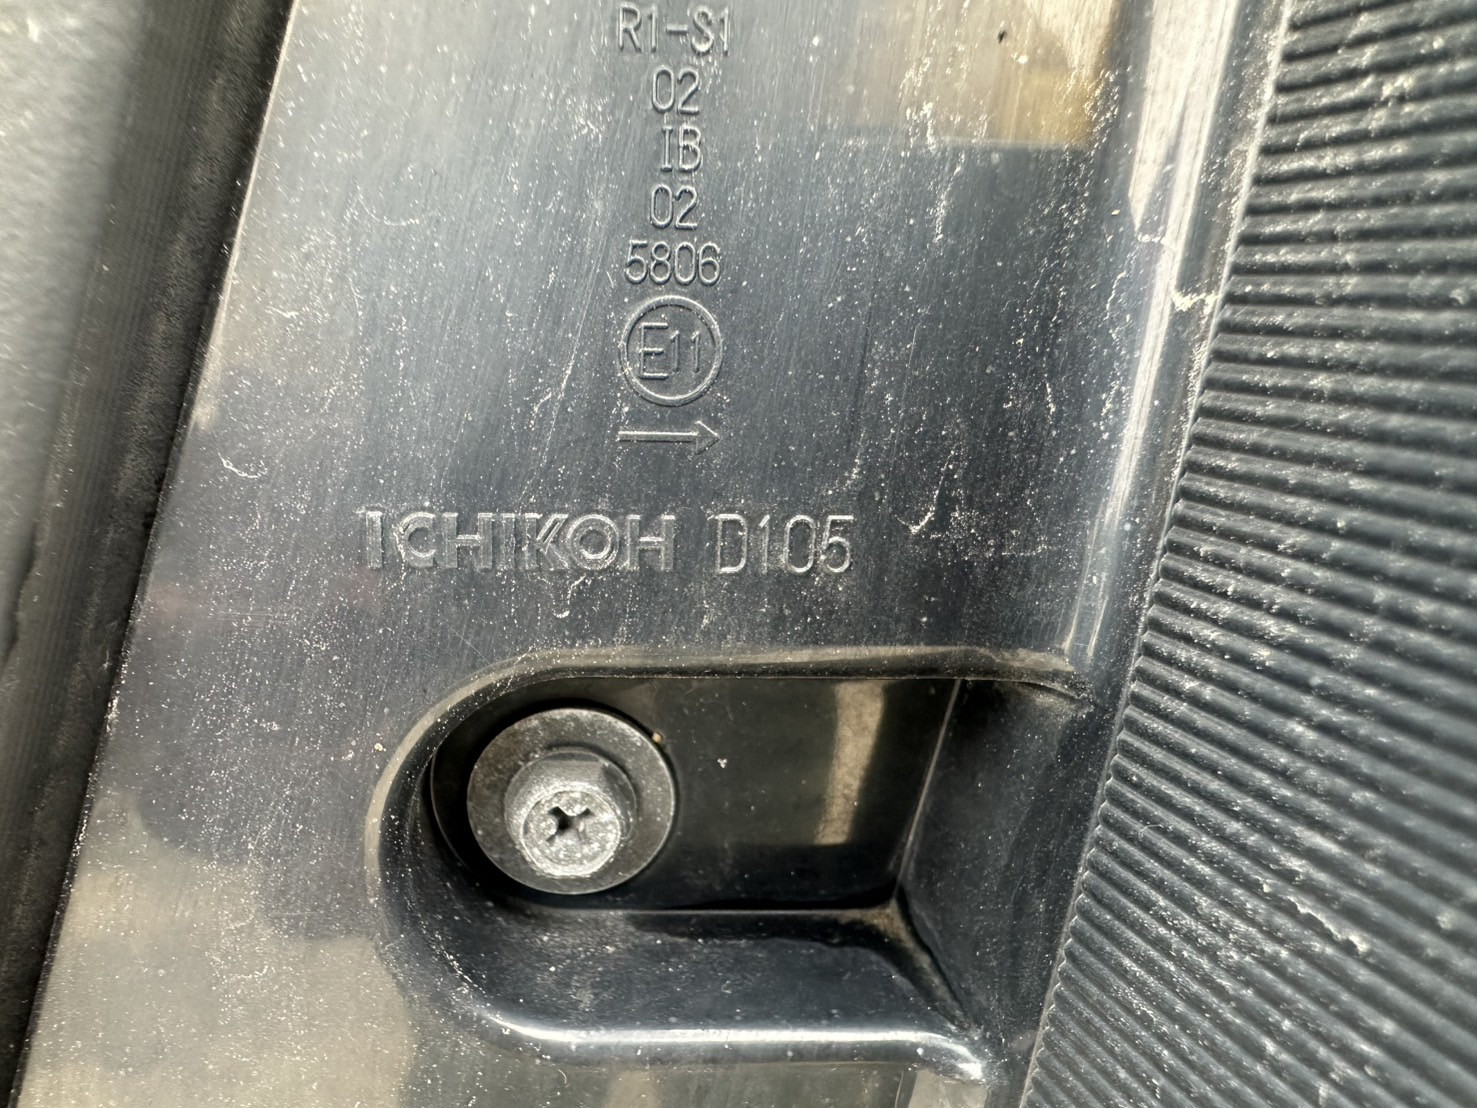 R1-S1
02
IB
02
5806
E11
→
ICHIKOH D105